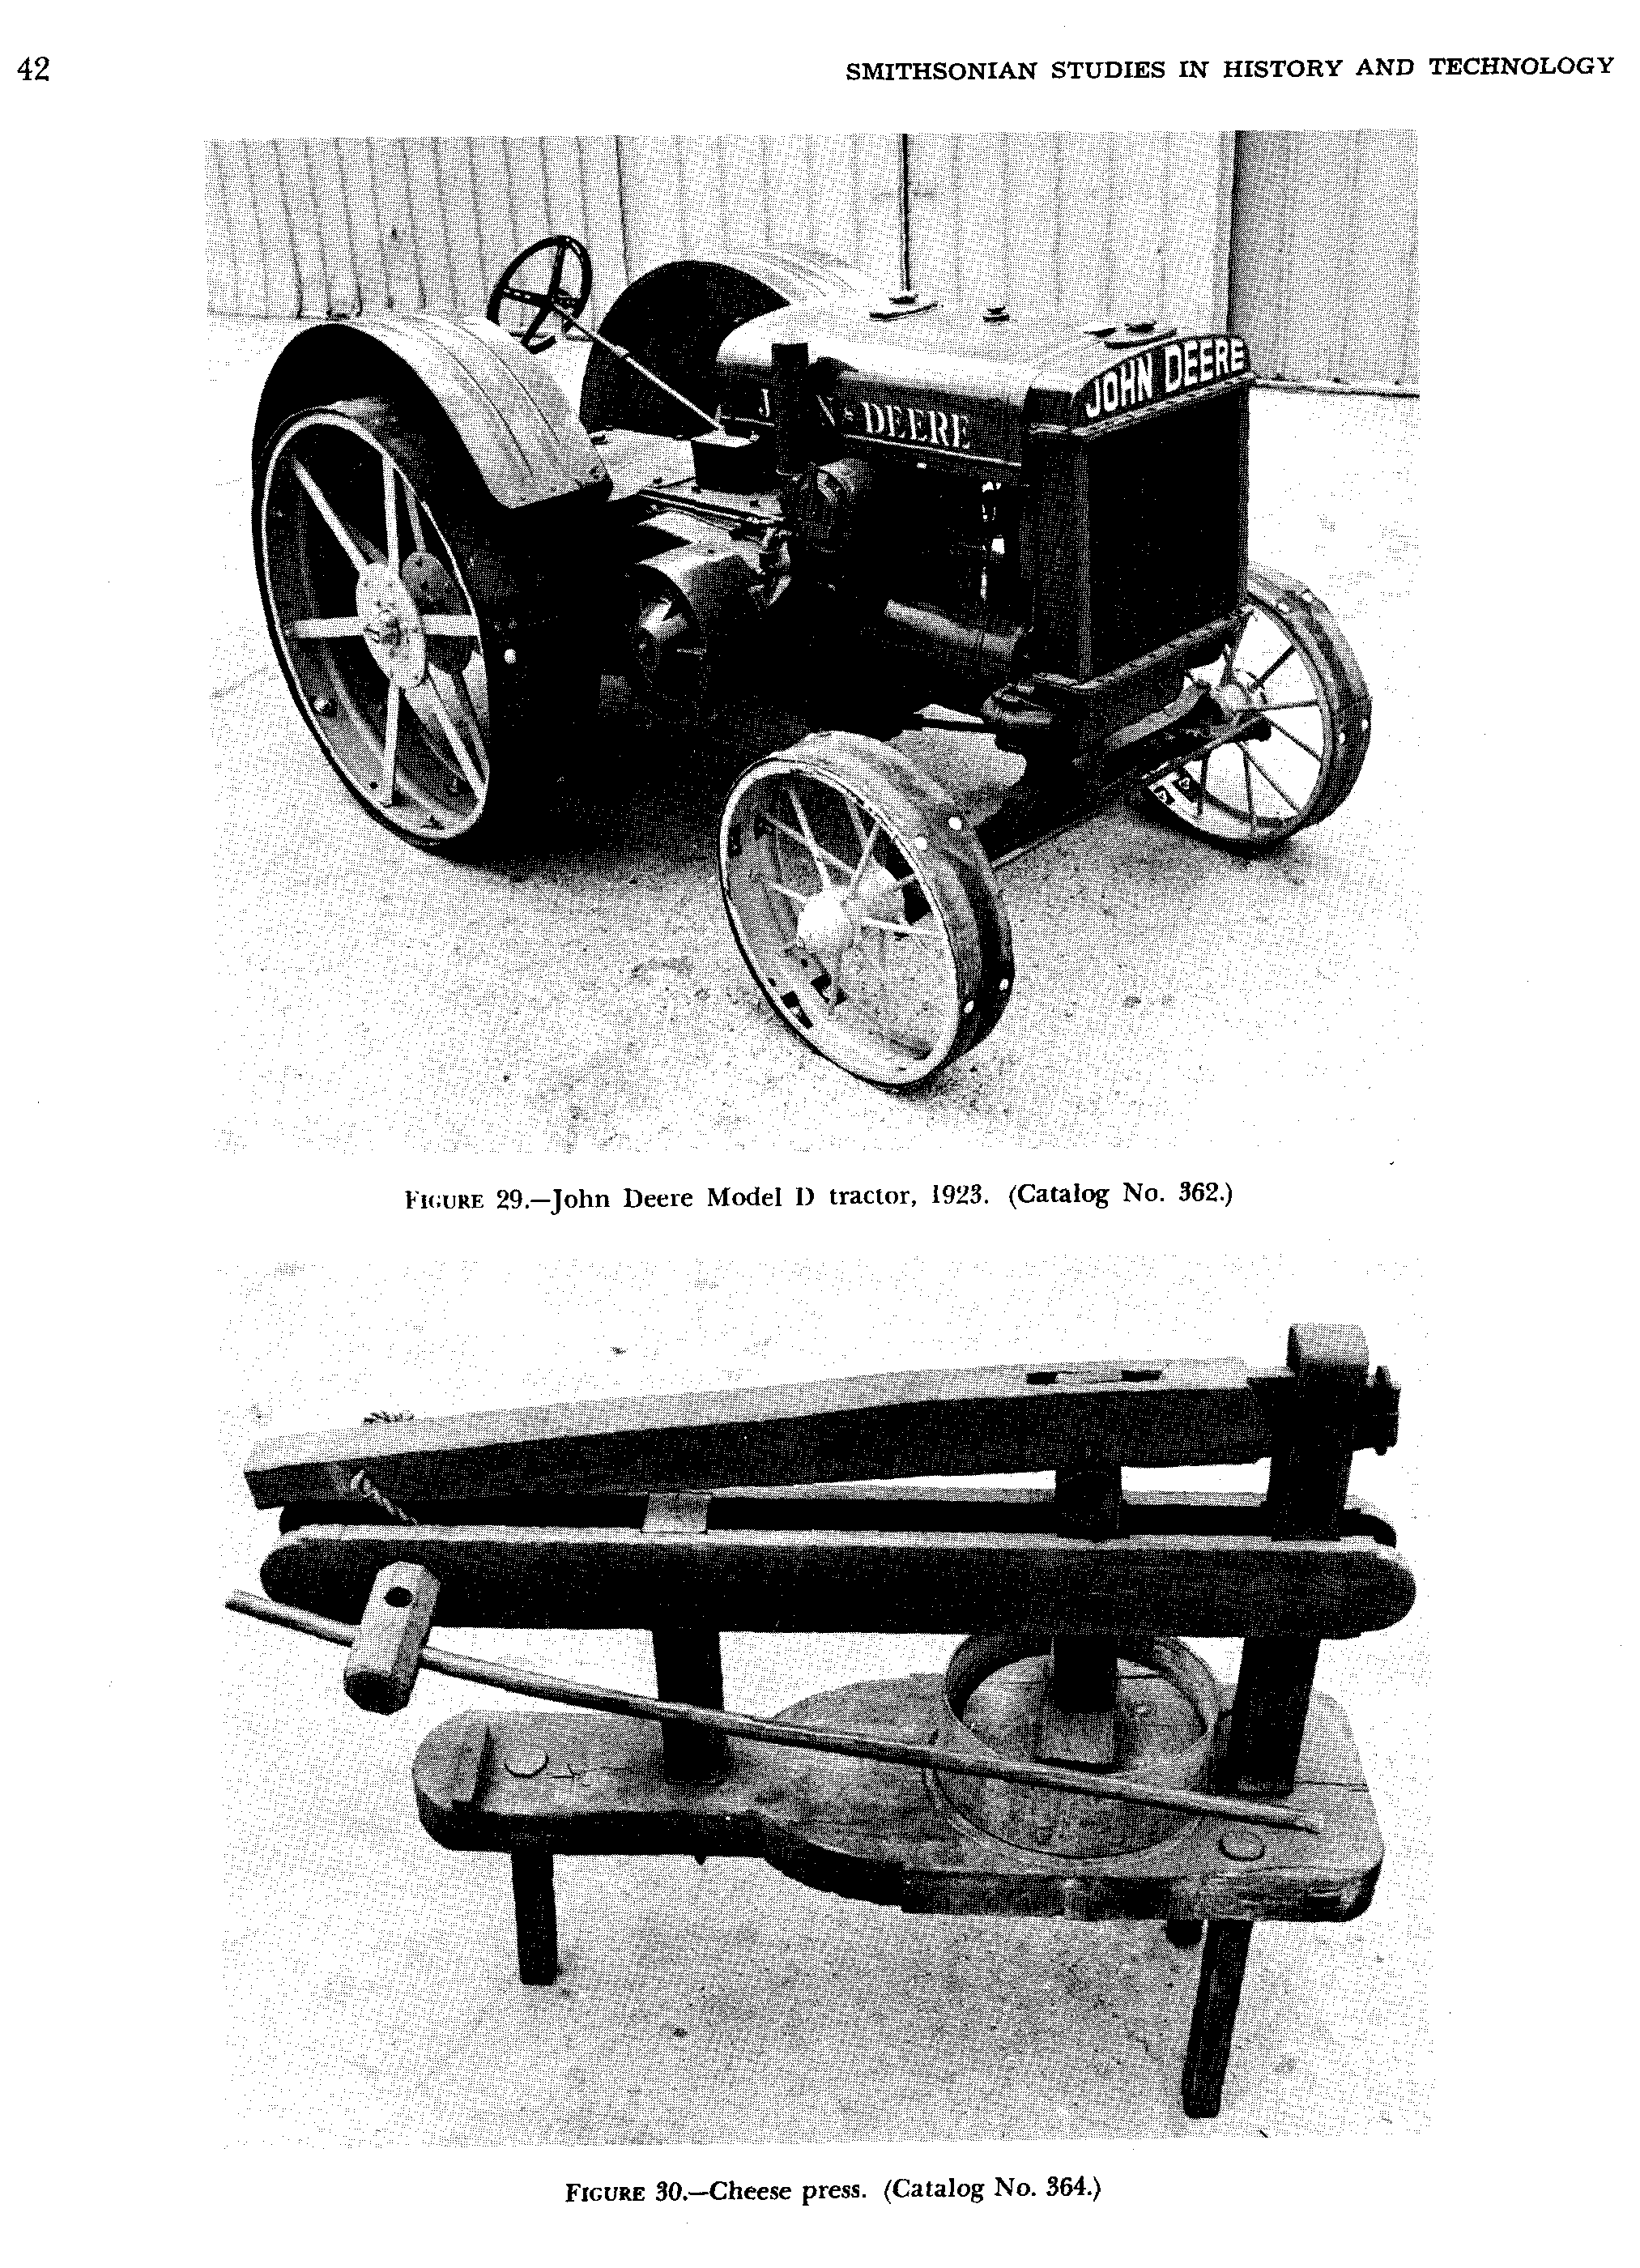 42
SMITHSONIAN STUDIES IN HISTORY AND TECHNOLOGY
JOHN DEERE
DEERE
FIGURE 29.—John Deere Model D tractor, 1923. (Catalog No. 362.)
FIGURE 30.—Cheese press. (Catalog No. 364.)